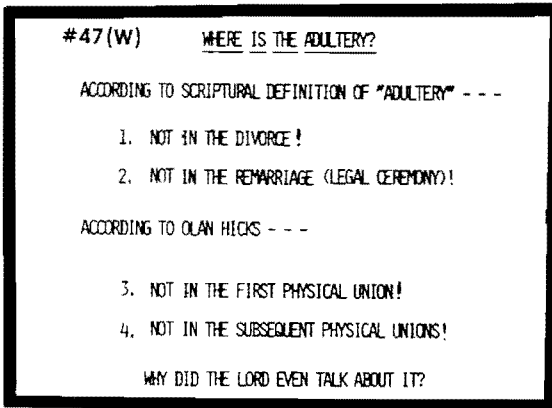 #47(W) WHERE IS THE ADULTERY?
ACCORDING TO SCRIPTURAL DEFINITION OF "ADULTERY" - - -
1. NOT IN THE DIVORCE!
2. NOT IN THE REMARRIAGE (LEGAL CEREMONY)!
ACCORDING TO OLAN HICKS - - -
3. NOT IN THE FIRST PHYSICAL UNION!
4. NOT IN THE SUBSEQUENT PHYSICAL UNIONS!
WHY DID THE LORD EVEN TALK ABOUT IT?